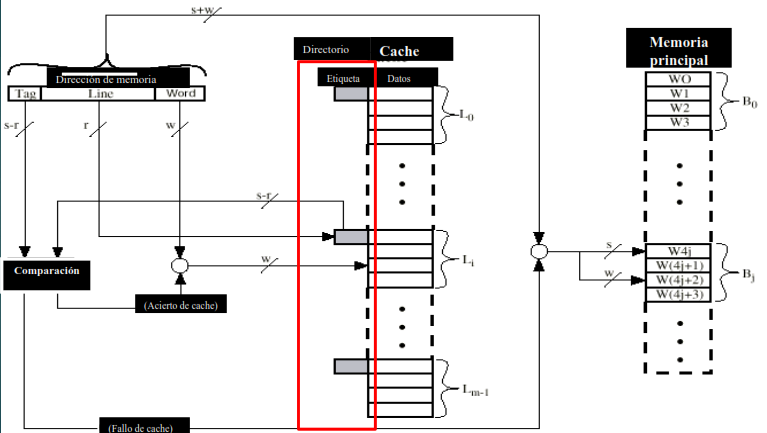 s+w
Directorio
Cache
Memoria
principal
Dirección de memoria
Etiqueta
Datos
Tag
Line
Word
WO
W1
W2
W3
B0
L0
s-r
r
w
s-r
Comparación
w
Li
s
w
W4j
W(4j+1)
W(4j+2)
W(4j+3)
Bj
(Acierto de cache)
Lm-1
(Fallo de cache)